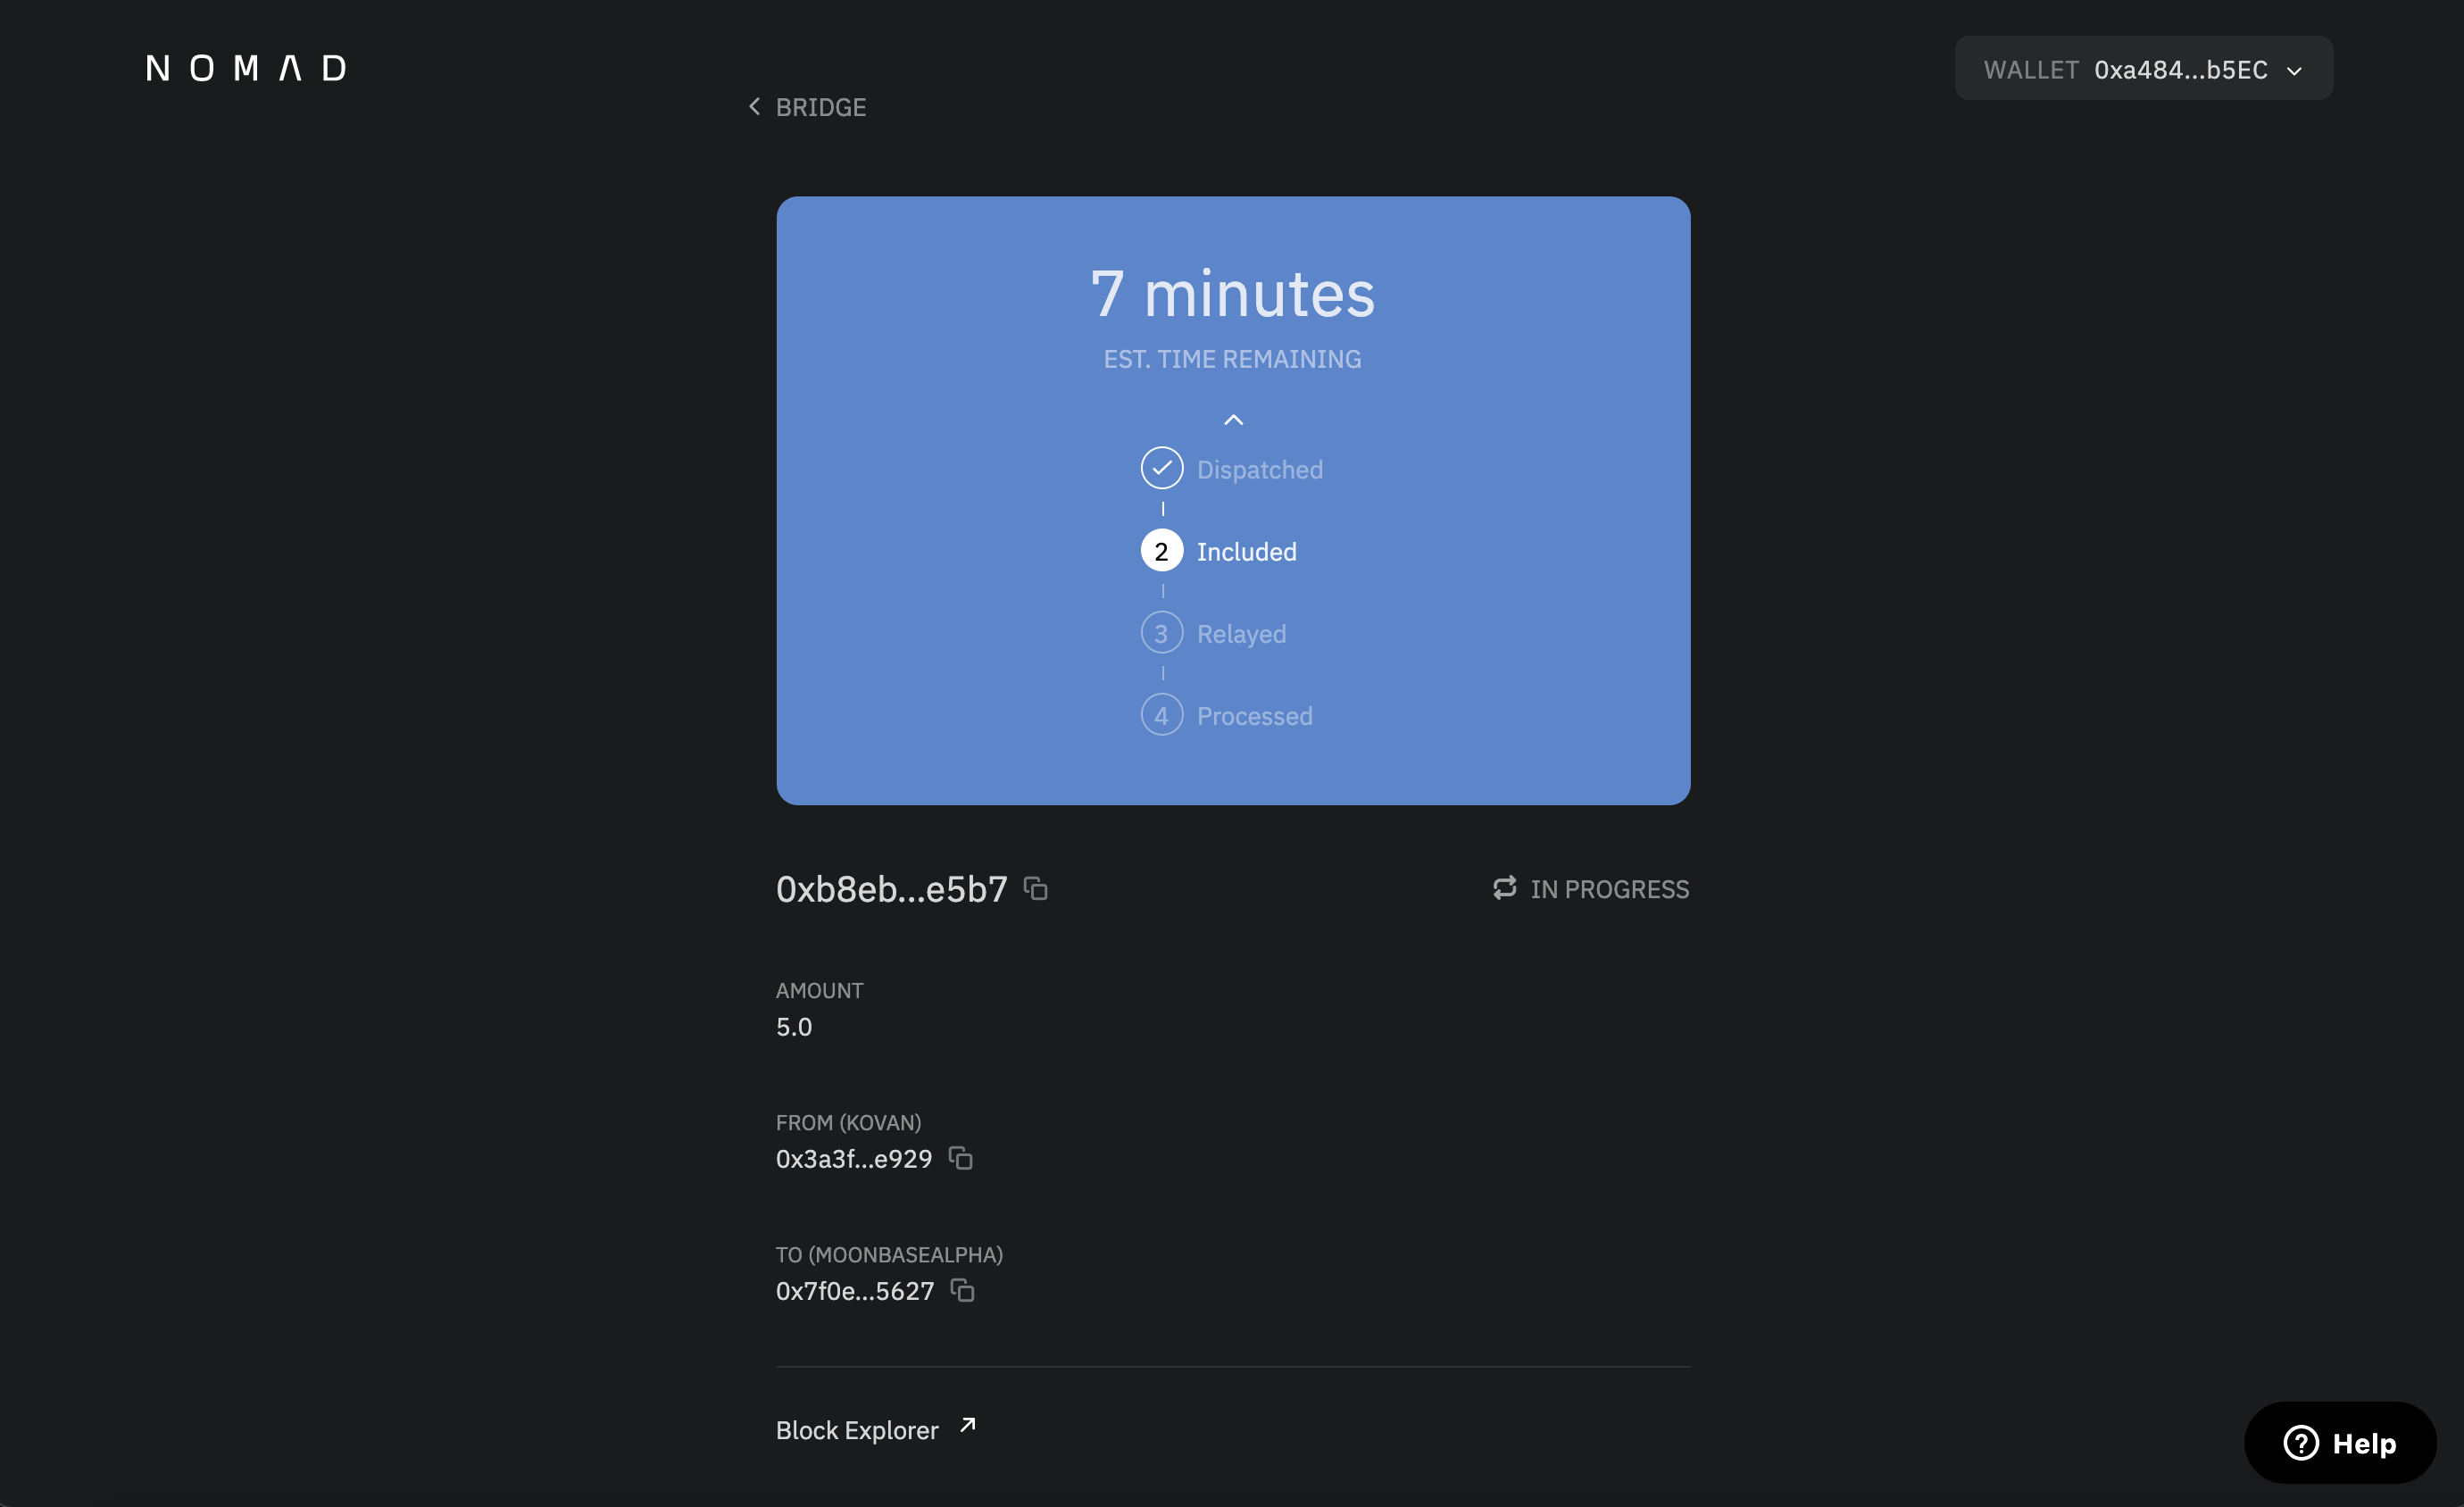 NOMAD
WALLET 0xa484...b5EC
BRIDGE
7 minutes
EST. TIME REMAINING
Dispatched
2 Included
3 Relayed
4 Processed
0xb8eb...e5b7
IN PROGRESS
AMOUNT
5.0
FROM (KOVAN)
0x3a3f...e929
TO (MOONBASEALPHA)
0x7f0e...5627
Block Explorer
? Help